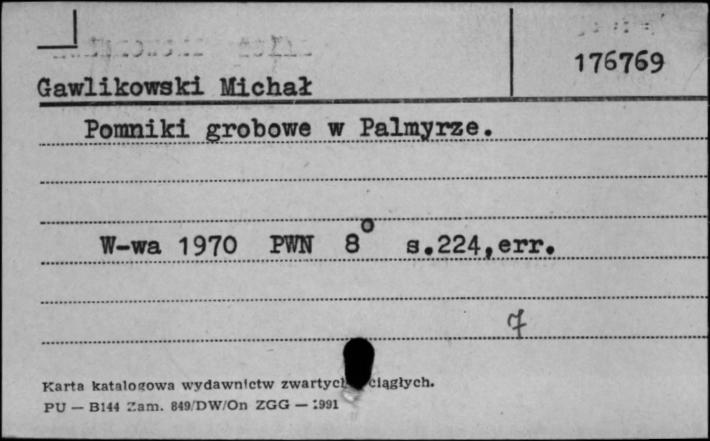 176769
Gawlikowski Michał
Pomniki grobowe w Palmyrze.
W-wa 1970 PWN 8° s.224,err.
7
Karta katalogowa wydawnictw zwartych ciągłych.
PU — B144 Zam. 849/DW/On ZGG — 1991